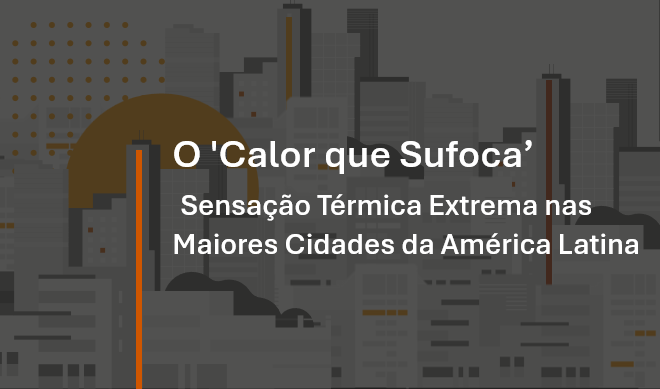 O 'Calor que Sufoca’
Sensação Térmica Extrema nas
Maiores Cidades da América Latina